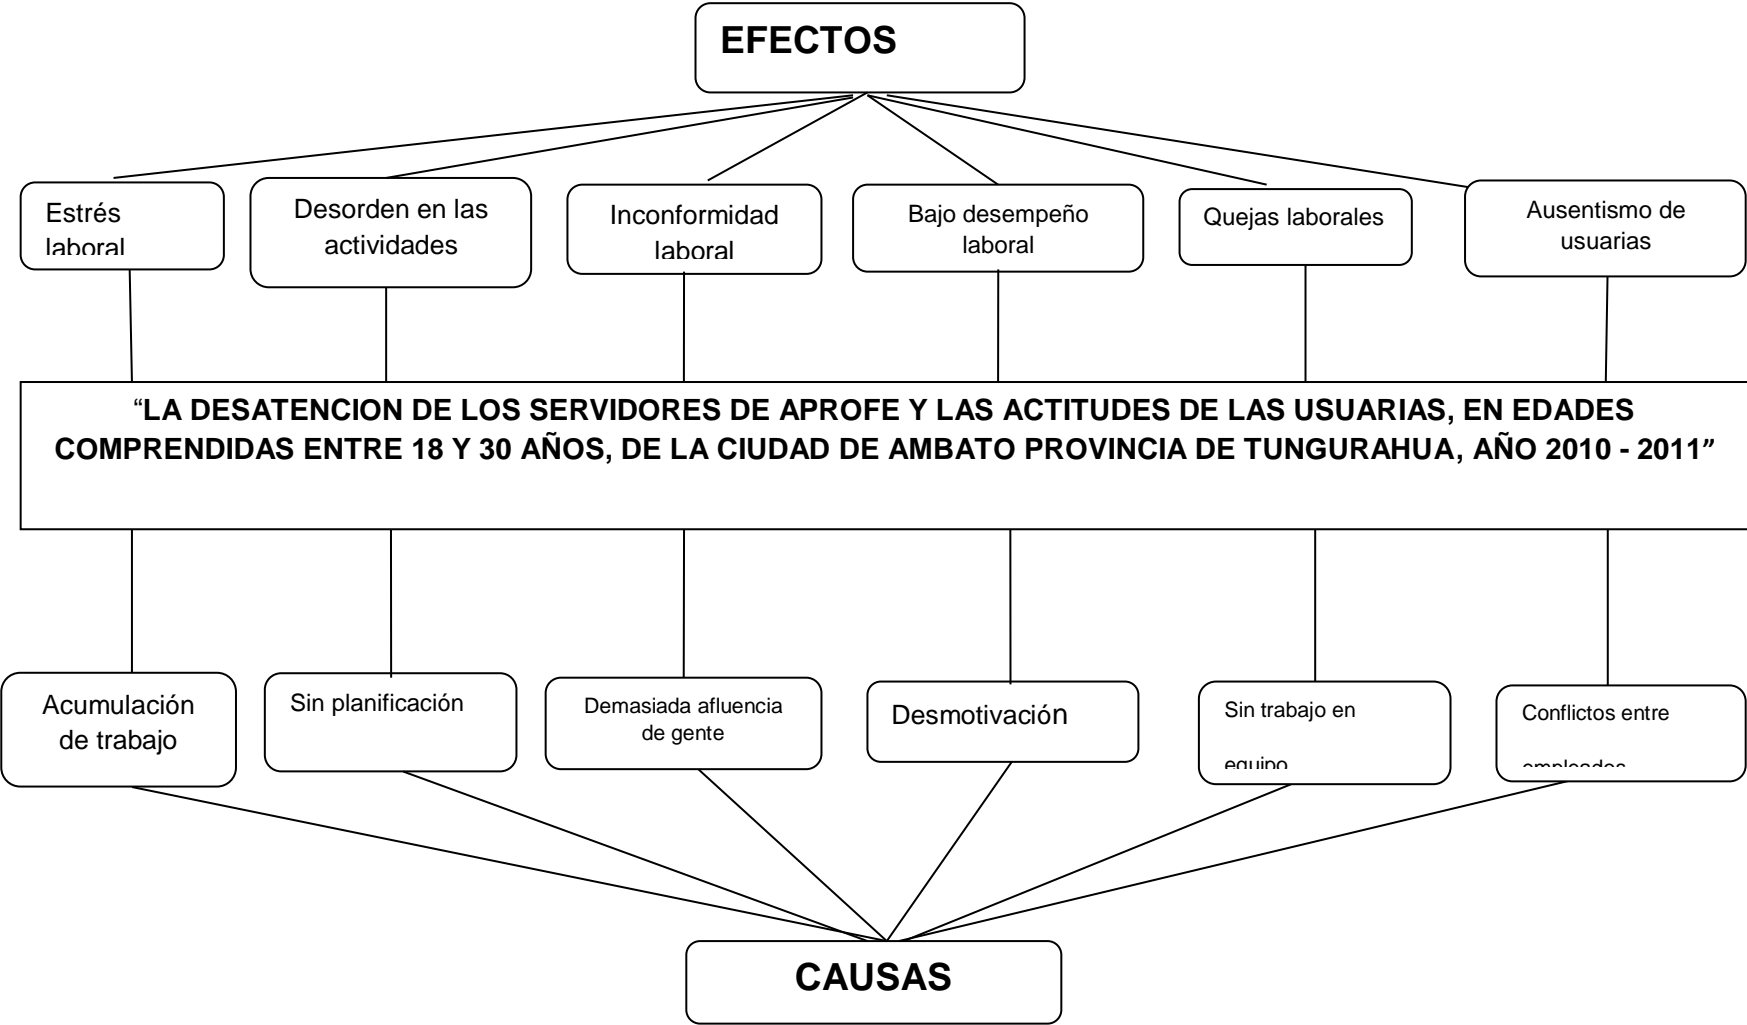 EFECTOS
Estrés
laboral
Desorden en las
actividades
Inconformidad
laboral
Bajo desempeño
laboral
Quejas laborales
Ausentismo de
usuarias
“LA DESATENCION DE LOS SERVIDORES DE APROFE Y LAS ACTITUDES DE LAS USUARIAS, EN EDADES
COMPRENDIDAS ENTRE 18 Y 30 AÑOS, DE LA CIUDAD DE AMBATO PROVINCIA DE TUNGURAHUA, AÑO 2010 - 2011”
Acumulación
de trabajo
Sin planificación
Demasiada afluencia
de gente
Desmotivación
Sin trabajo en
equipo
Conflictos entre
empleados
CAUSAS